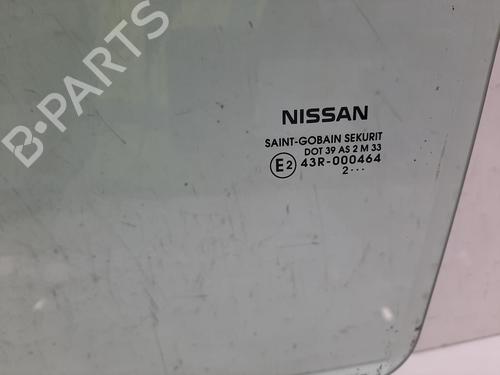 B-PARTS
NISSAN
SAINT-GOBAIN SEKURIT
DOT 39 AS 2 M 33
E2 43R-000464
2···